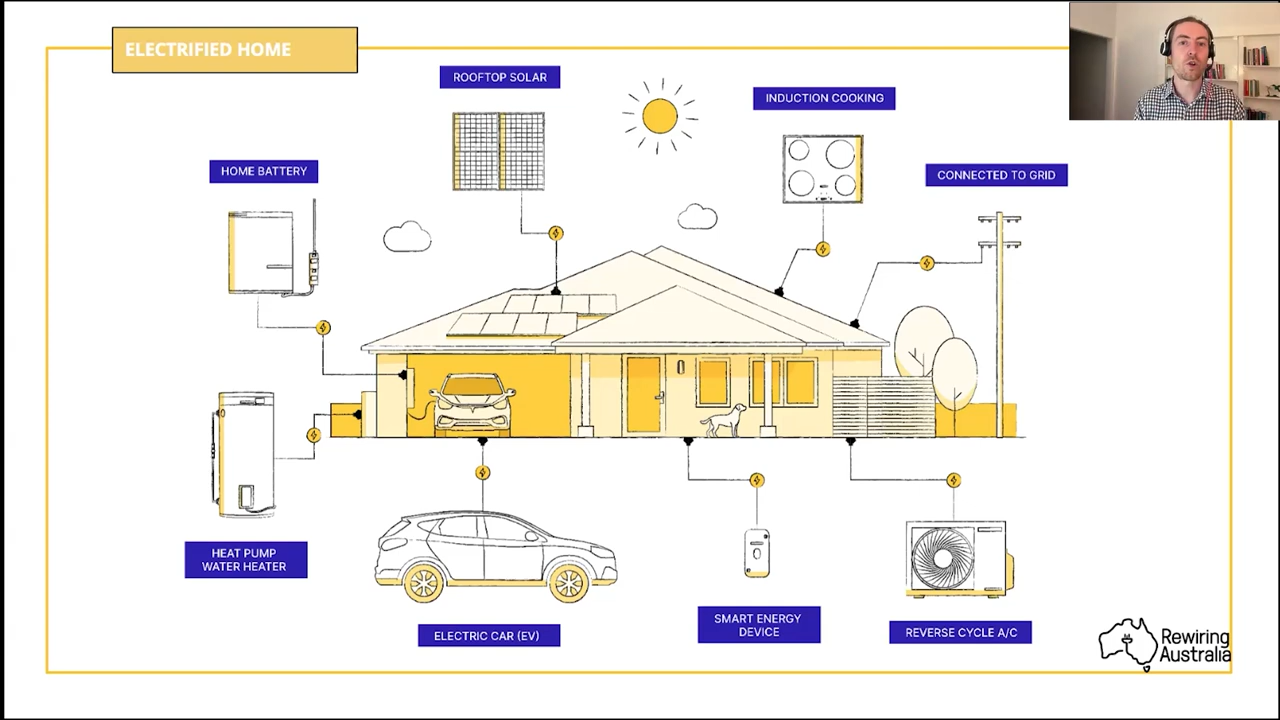 ELECTRIFIED HOME
ROOFTOP SOLAR
INDUCTION COOKING
HOME BATTERY
CONNECTED TO GRID
HEAT PUMP
WATER HEATER
ELECTRIC CAR (EV)
SMART ENERGY
DEVICE
REVERSE CYCLE A/C
Rewiring
Australia